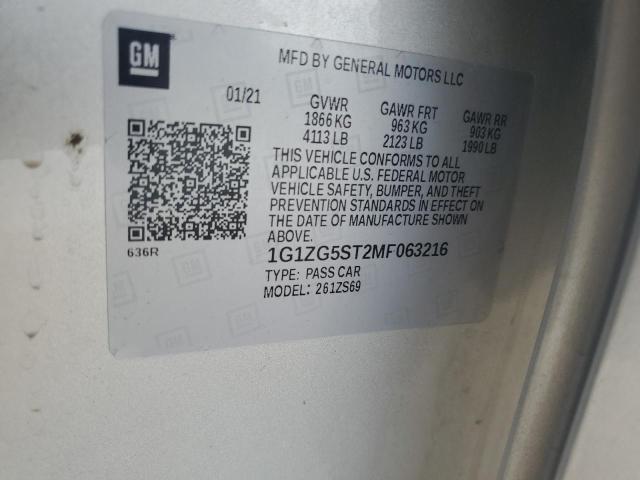 GM
MFD BY GENERAL MOTORS LLC
01/21 GVWR GAWR FRT GAWR RR
1866 KG 963 KG 903 KG
4113 LB 2123 LB 1990 LB
THIS VEHICLE CONFORMS TO ALL
APPLICABLE U.S. FEDERAL MOTOR
VEHICLE SAFETY, BUMPER, AND THEFT
PREVENTION STANDARDS IN EFFECT ON
THE DATE OF MANUFACTURE SHOWN
ABOVE.
636R 1G1ZG5ST2MF063216
TYPE: PASS CAR
MODEL: 261ZS69